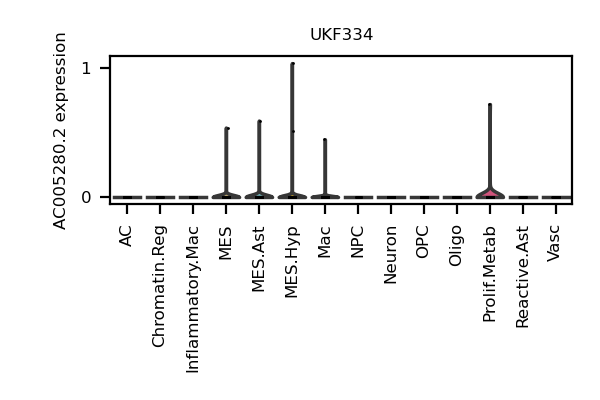 UKF334
AC005280.2 expression
1
0
AC
Chromatin.Reg
Inflammatory.Mac
MES
MES.Ast
MES.Hyp
Mac
NPC
Neuron
OPC
Oligo
Prolif.Metab
Reactive.Ast
Vasc